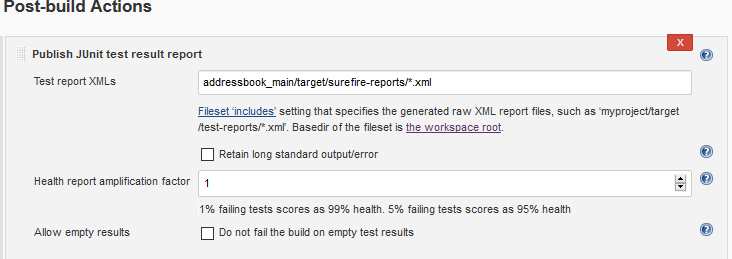 Post-build Actions
X
Publish JUnit test result report
Test report XMLs
addressbook_main/target/surefire-reports/*.xml
Fileset 'includes' setting that specifies the generated raw XML report files, such as 'myproject/target
/test-reports/*.xml'. Basedir of the fileset is the workspace root.
Retain long standard output/error
Health report amplification factor
1
1% failing tests scores as 99% health. 5% failing tests scores as 95% health
Allow empty results
Do not fail the build on empty test results